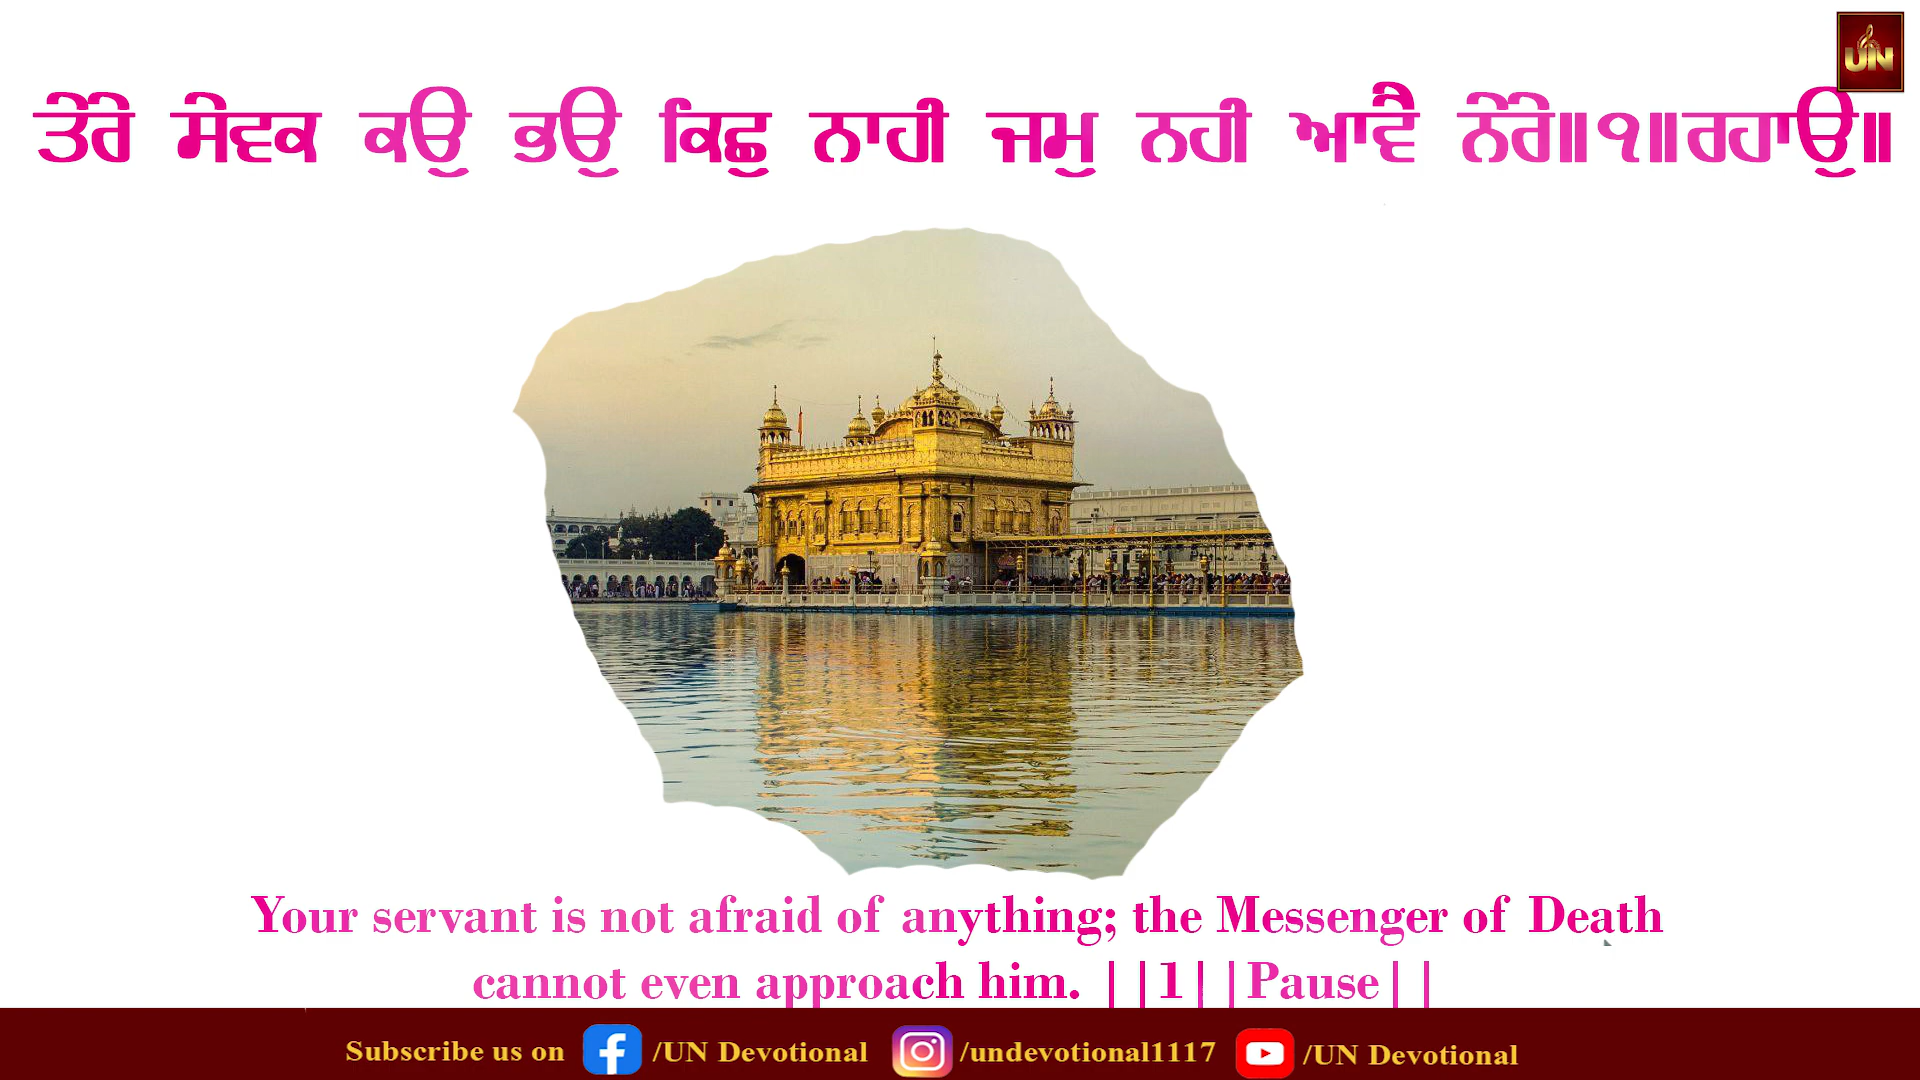 UN
ਤੇਰੇ ਸੇਵਕ ਕਉ ਭਉ ਕਿਛੁ ਨਾਹੀ ਜਮੁ ਨਹੀ ਆਵੈ ਨੇਰੇ॥੧॥ਰਹਾਉ॥
Your servant is not afraid of anything; the Messenger of Death
cannot even approach him. ||1||Pause||
Subscribe us on /UN Devotional /undevotional1117 /UN Devotional